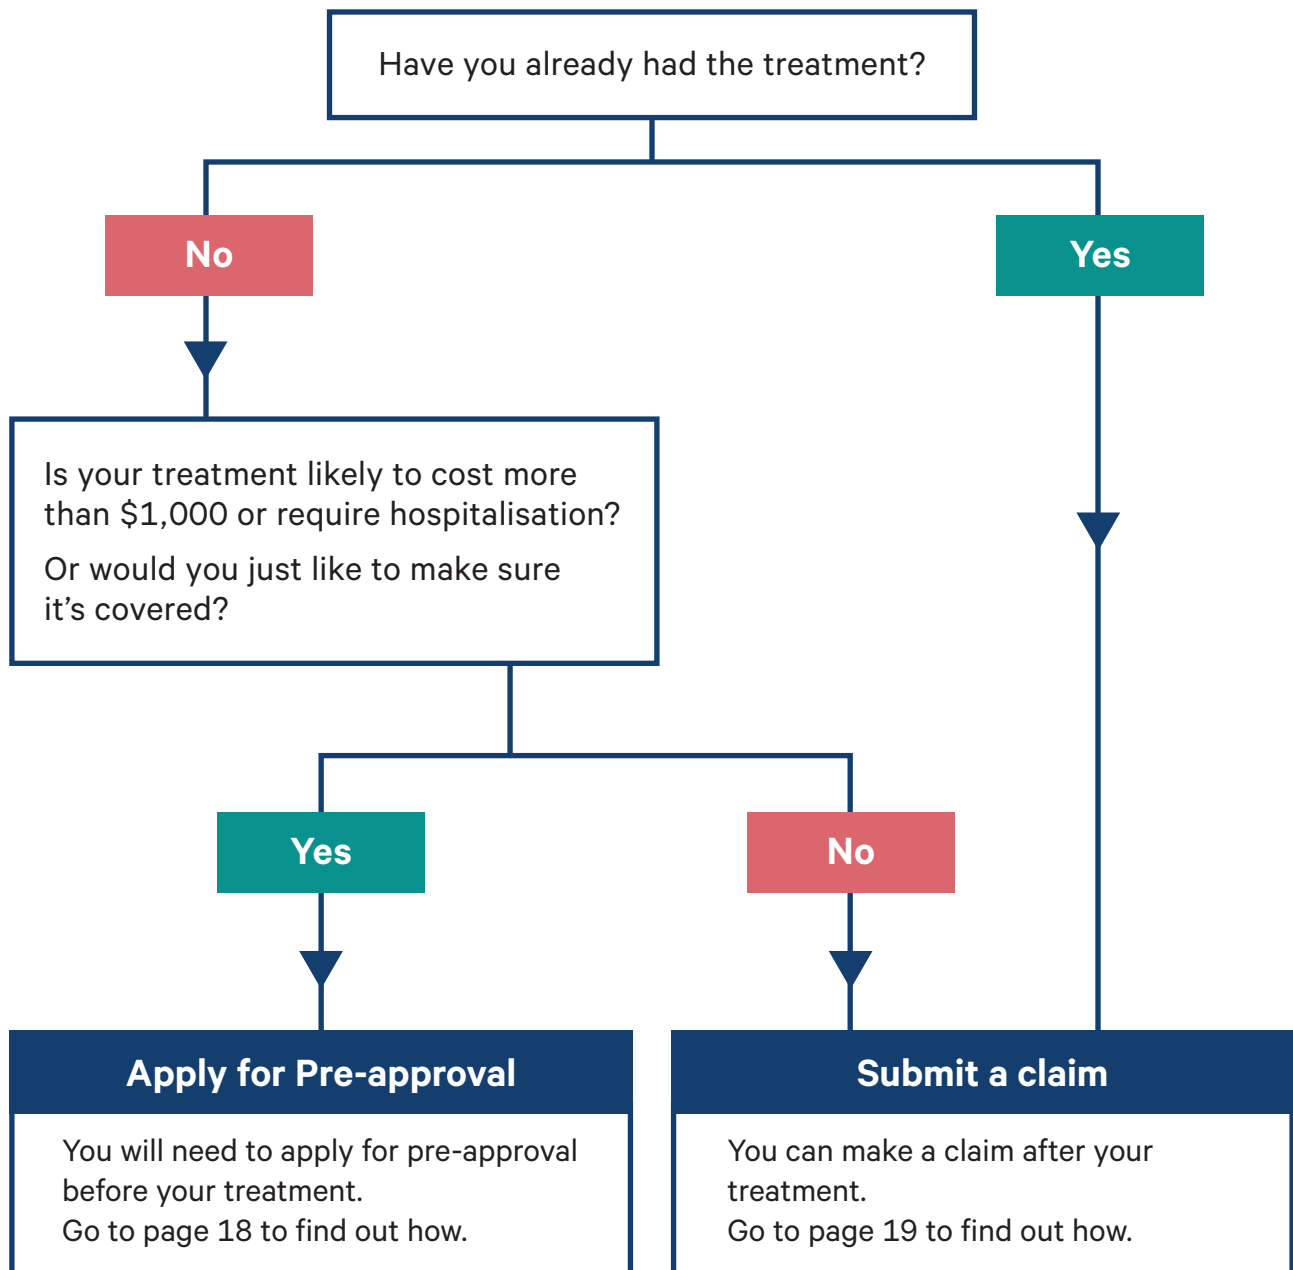 Have you already had the treatment?
No
Yes
Is your treatment likely to cost more
than $1,000 or require hospitalisation?
Or would you just like to make sure
it’s covered?
Yes
No
Apply for Pre-approval
You will need to apply for pre-approval
before your treatment.
Go to page 18 to find out how.
Submit a claim
You can make a claim after your
treatment.
Go to page 19 to find out how.